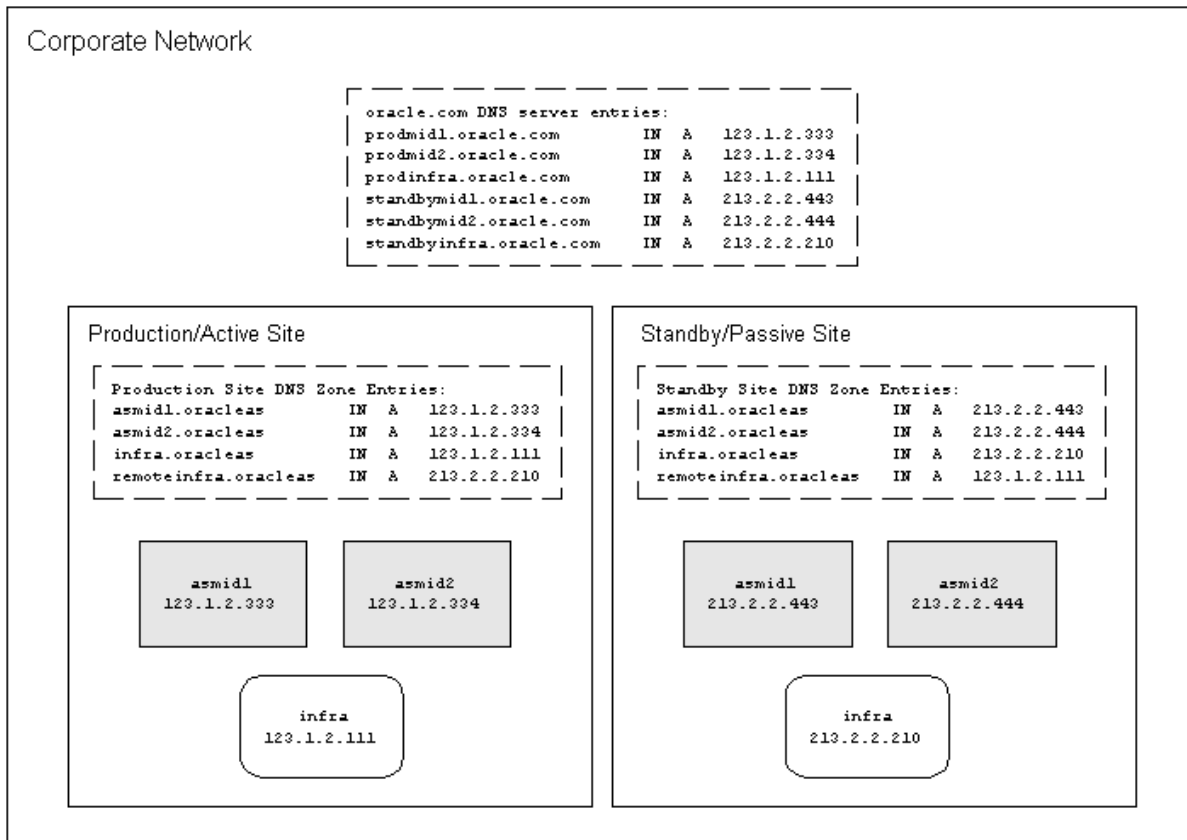 Corporate Network
oracle.com DNS server entries:
prodmid1.oracle.com IN A 123.1.2.333
prodmid2.oracle.com IN A 123.1.2.334
prodinfra.oracle.com IN A 123.1.2.111
standbymid1.oracle.com IN A 213.2.2.443
standbymid2.oracle.com IN A 213.2.2.444
standbyinfra.oracle.com IN A 213.2.2.210
Production/Active Site
Production Site DNS Zone Entries:
asmid1.oracleas IN A 123.1.2.333
asmid2.oracleas IN A 123.1.2.334
infra.oracleas IN A 123.1.2.111
remoteinfra.oracleas IN A 213.2.2.210
asmid1
123.1.2.333
asmid2
123.1.2.334
infra
123.1.2.111
Standby/Passive Site
Standby Site DNS Zone Entries:
asmid1.oracleas IN A 213.2.2.443
asmid2.oracleas IN A 213.2.2.444
infra.oracleas IN A 213.2.2.210
remoteinfra.oracleas IN A 123.1.2.111
asmid1
213.2.2.443
asmid2
213.2.2.444
infra
213.2.2.210